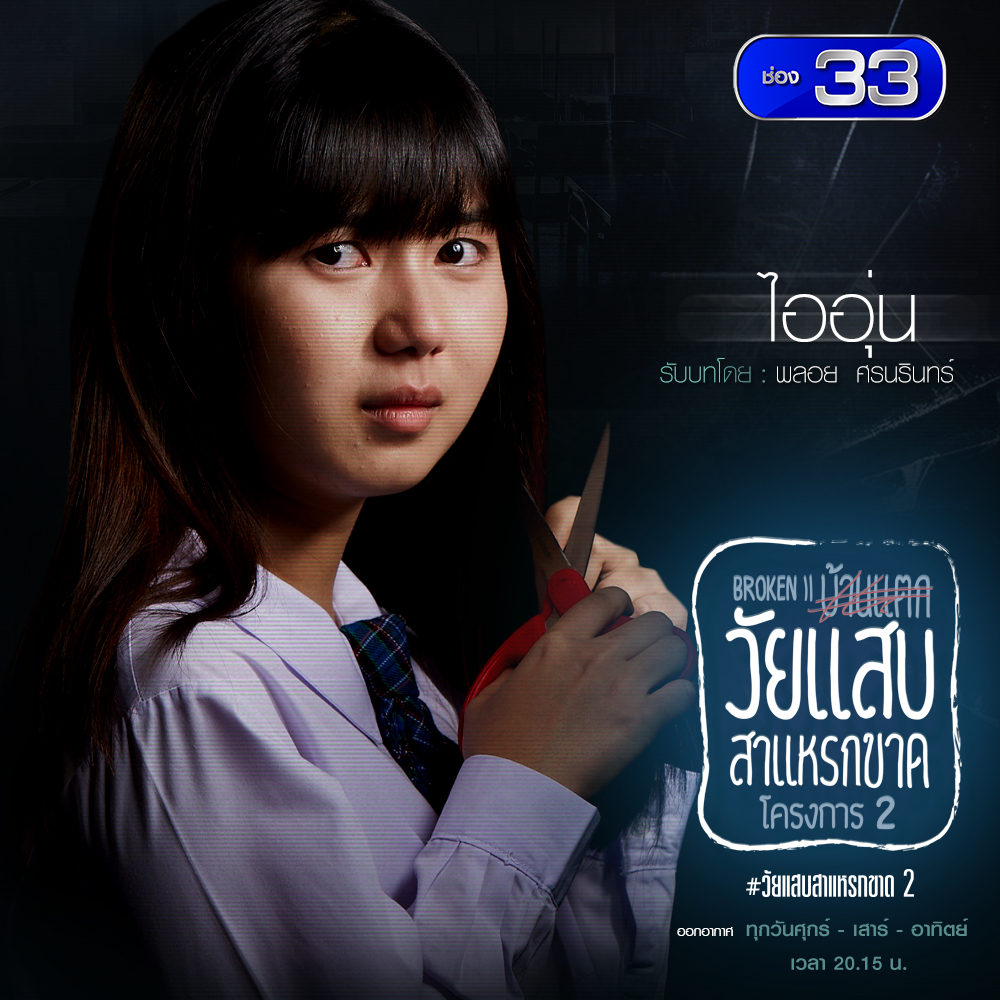 ช่อง 33
ไออุ่น
รับบทโดย : พลอย ศรนรินทร์
BROKEN II บ้านแตก
วัยแสบ
สาแหรกขาด
โครงการ 2
#วัยแสบสาแหรกขาด 2
ออกอากาศ ทุกวันศุกร์ - เสาร์ - อาทิตย์
เวลา 20.15 น.